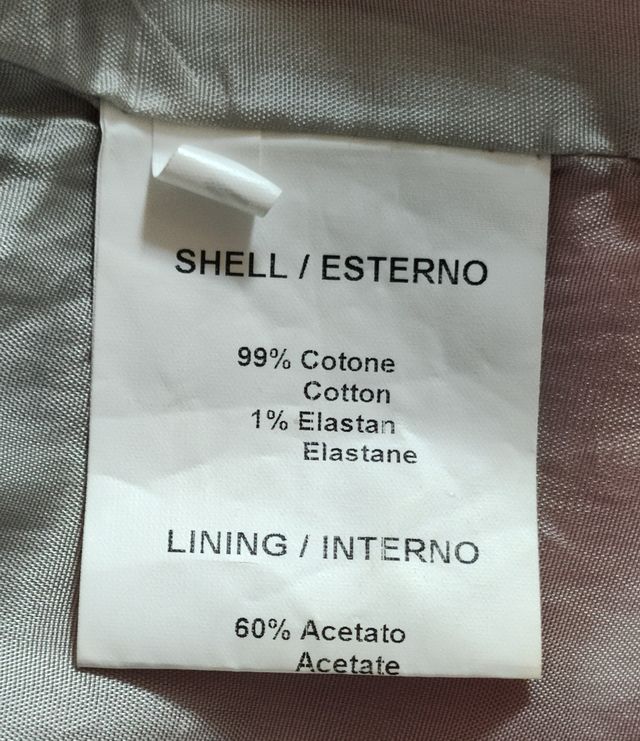 SHELL / ESTERNO
99% Cotone
Cotton
1% Elastan
Elastane
LINING / INTERNO
60% Acetato
Acetate